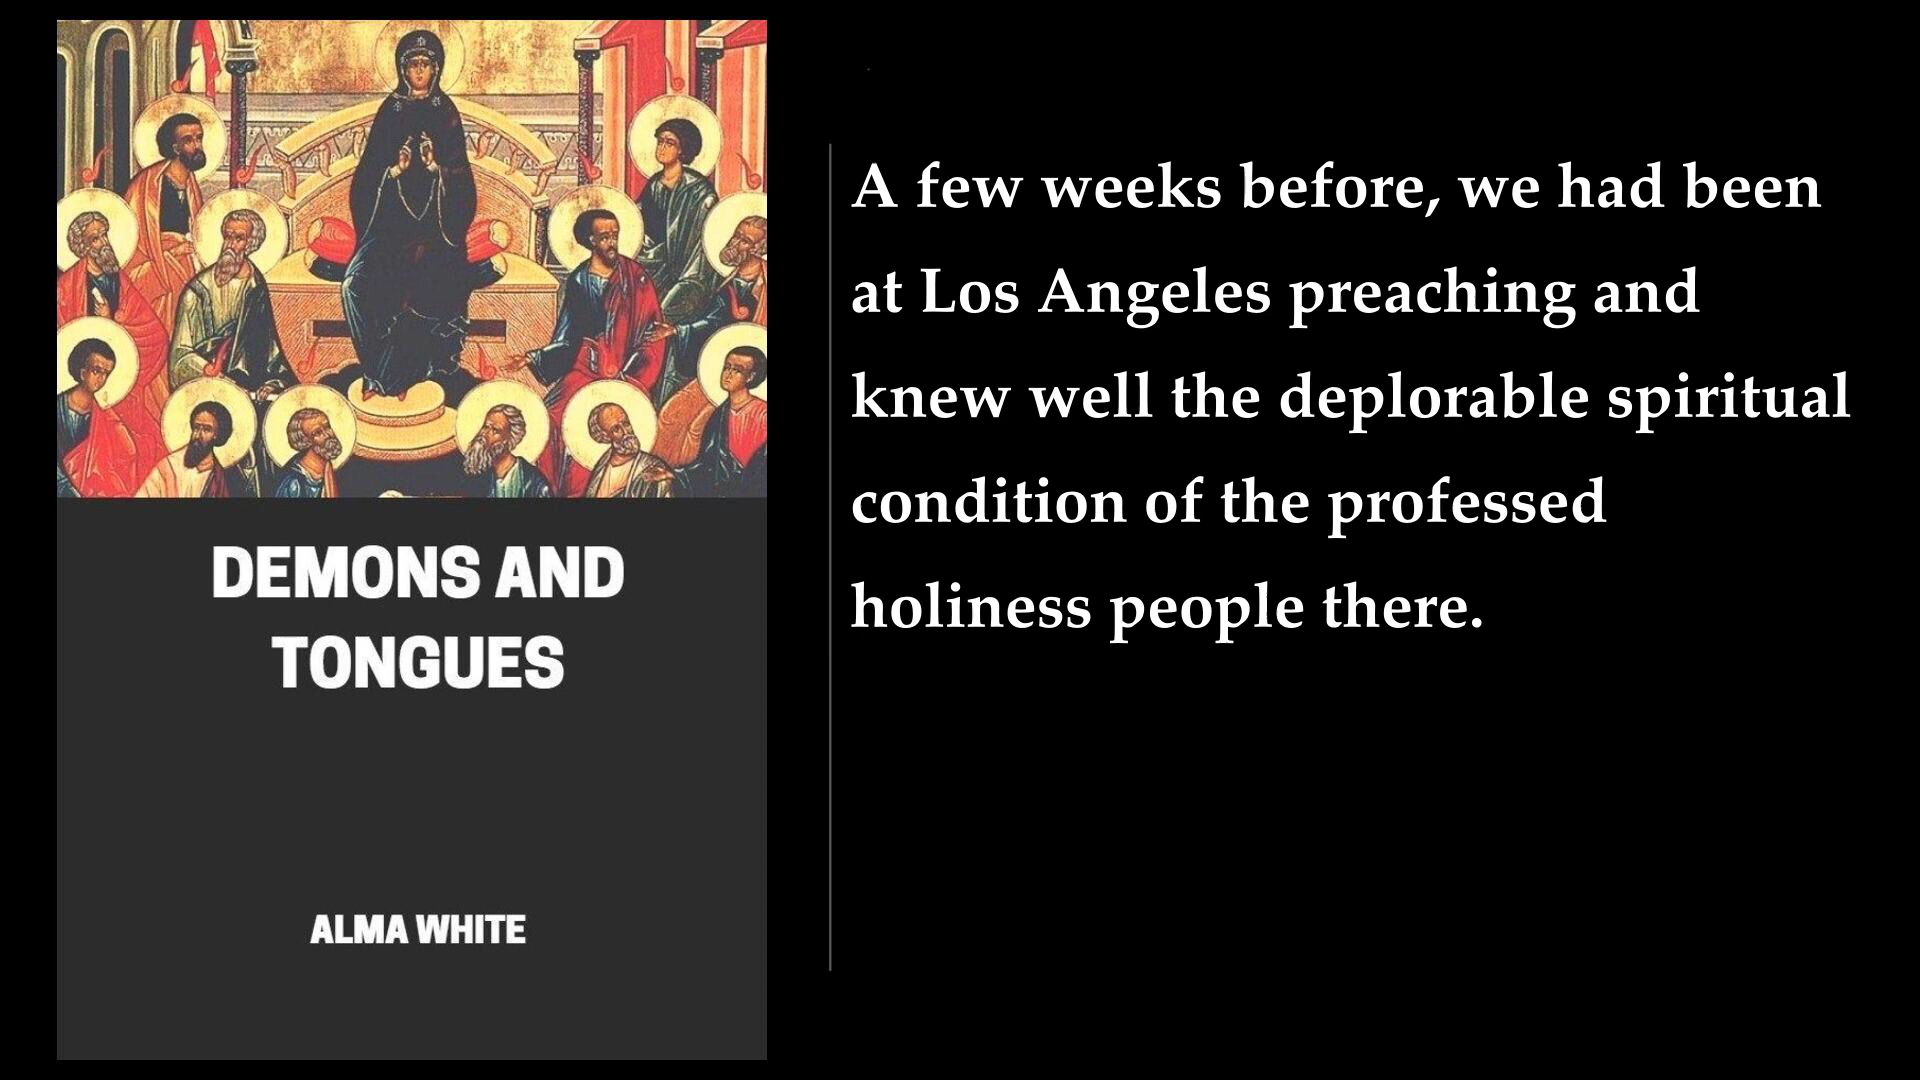 DEMONS AND
TONGUES
ALMA WHITE
A few weeks before, we had been
at Los Angeles preaching and
knew well the deplorable spiritual
condition of the professed
holiness people there.